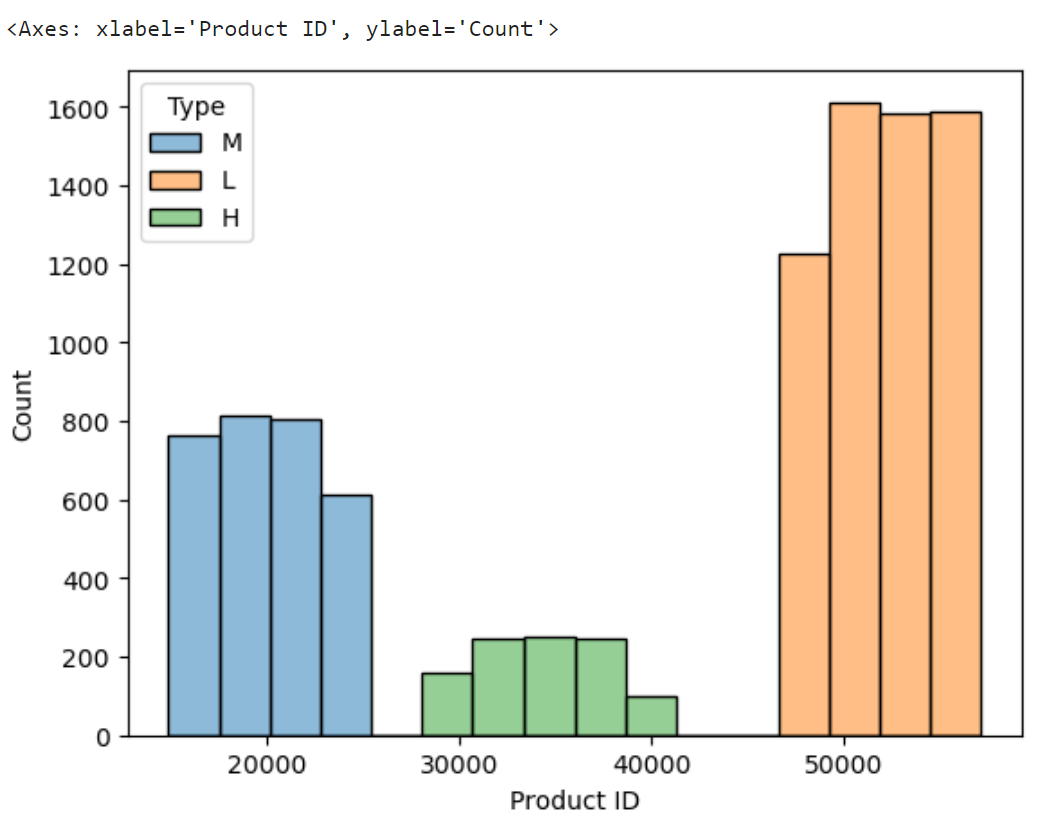 <Axes: xlabel='Product ID', ylabel='Count'>
Type
M
L
H
1600
1400
1200
1000
800
600
400
200
0
Count
20000 30000 40000 50000
Product ID